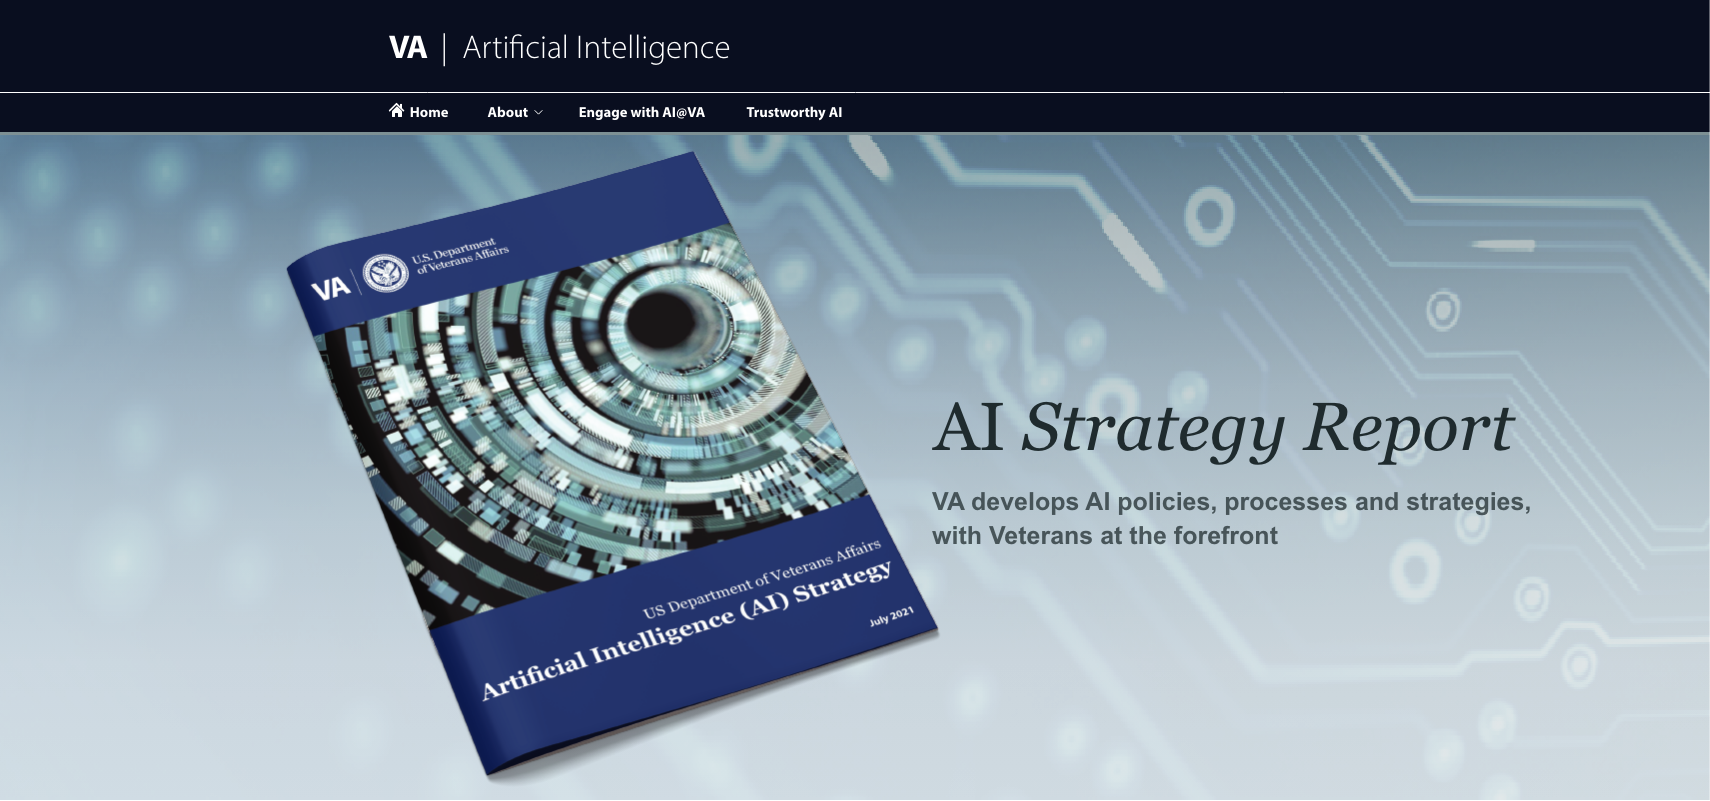 VA | Artificial Intelligence
Home About Engage with AI@VA Trustworthy AI
VA
U.S. Department
of Veterans Affairs
US Department of Veterans Affairs
Artificial Intelligence (AI) Strategy
July 2021
AI Strategy Report
VA develops AI policies, processes and strategies,
with Veterans at the forefront